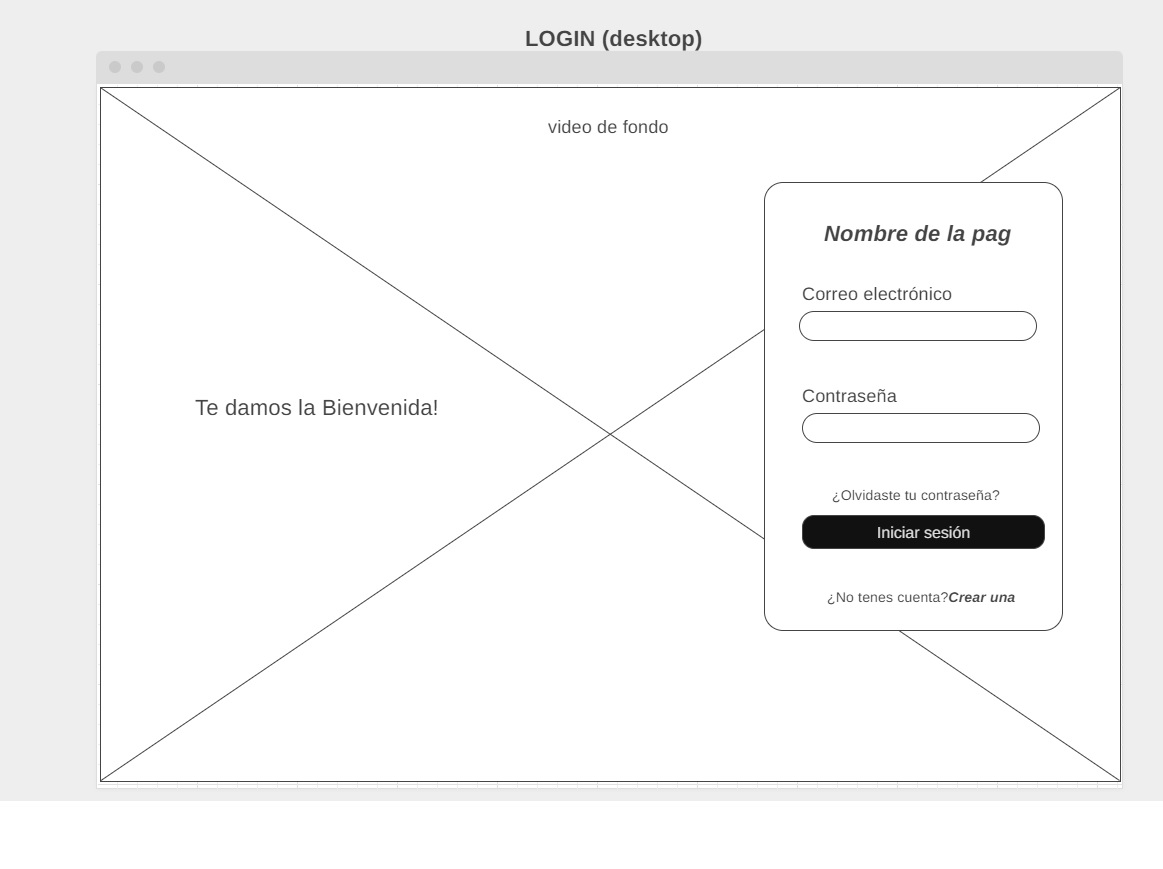 LOGIN (desktop)
video de fondo
Te damos la Bienvenida!
Nombre de la pag
Correo electrónico
Contraseña
¿Olvidaste tu contraseña?
Iniciar sesión
¿No tenes cuenta?Crear una